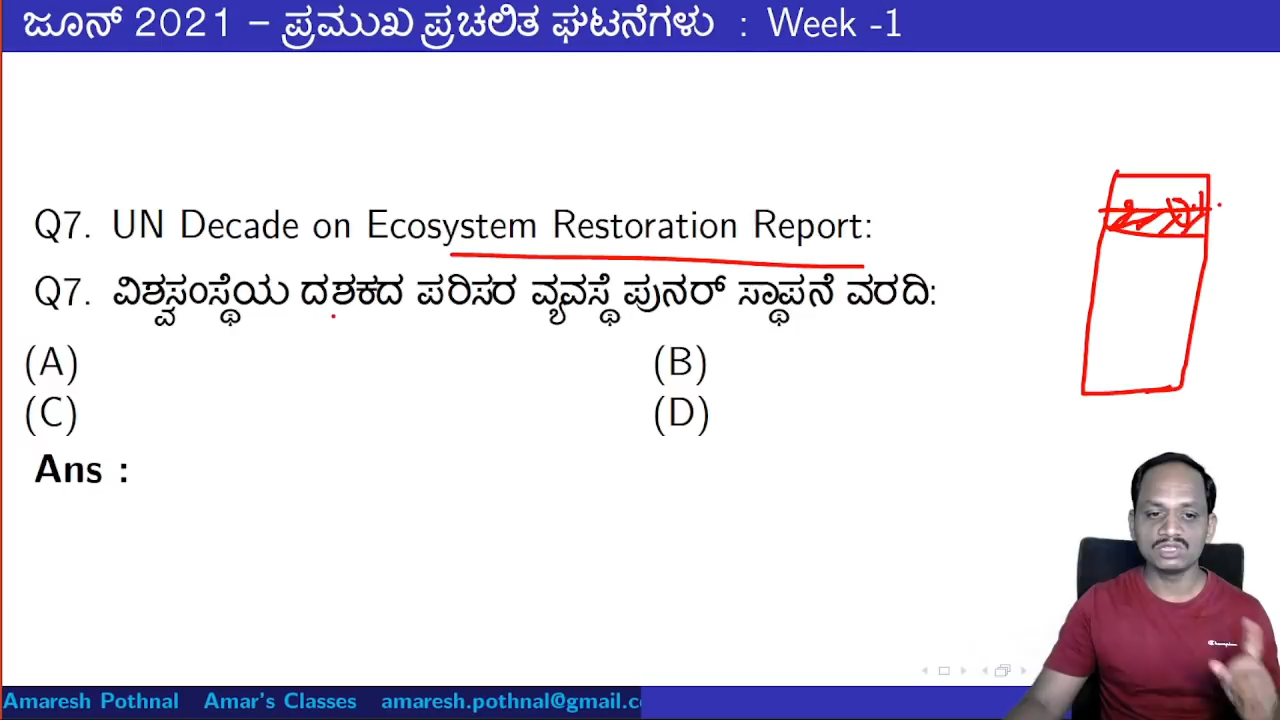 ಜೂನ್ 2021 – ಪ್ರಮುಖ ಪ್ರಚಲಿತ ಘಟನೆಗಳು : Week -1
Q7. UN Decade on Ecosystem Restoration Report:
Q7. ವಿಶ್ವಸಂಸ್ಥೆಯ ದಶಕದ ಪರಿಸರ ವ್ಯವಸ್ಥೆ ಪುನರ್ ಸ್ಥಾಪನೆ ವರದಿ:
(A) (B)
(C) (D)
Ans :
Champion
Amaresh Pothnal Amar's Classes amaresh.pothnal@gmail.c